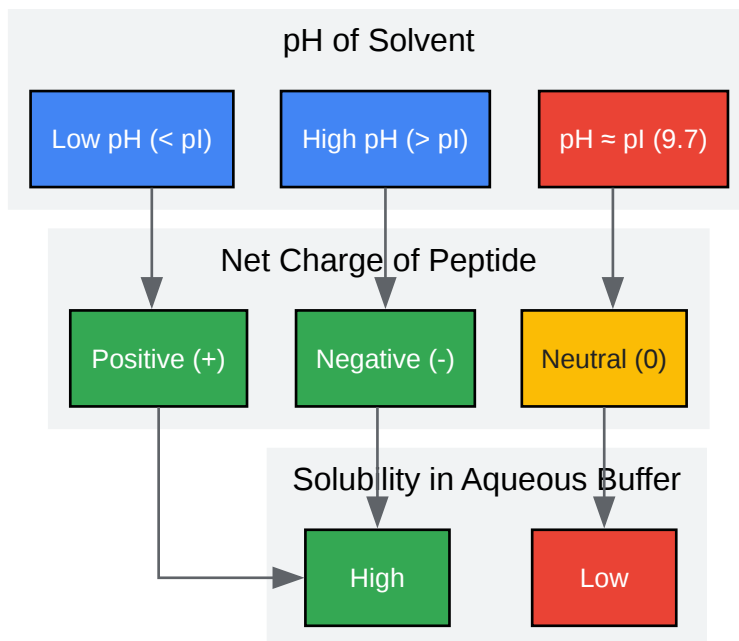 pH of Solvent
Low pH (< pI)
High pH (> pI)
pH ≈ pI (9.7)
Net Charge of Peptide
Positive (+)
Negative (-)
Neutral (0)
Solubility in Aqueous Buffer
High
Low